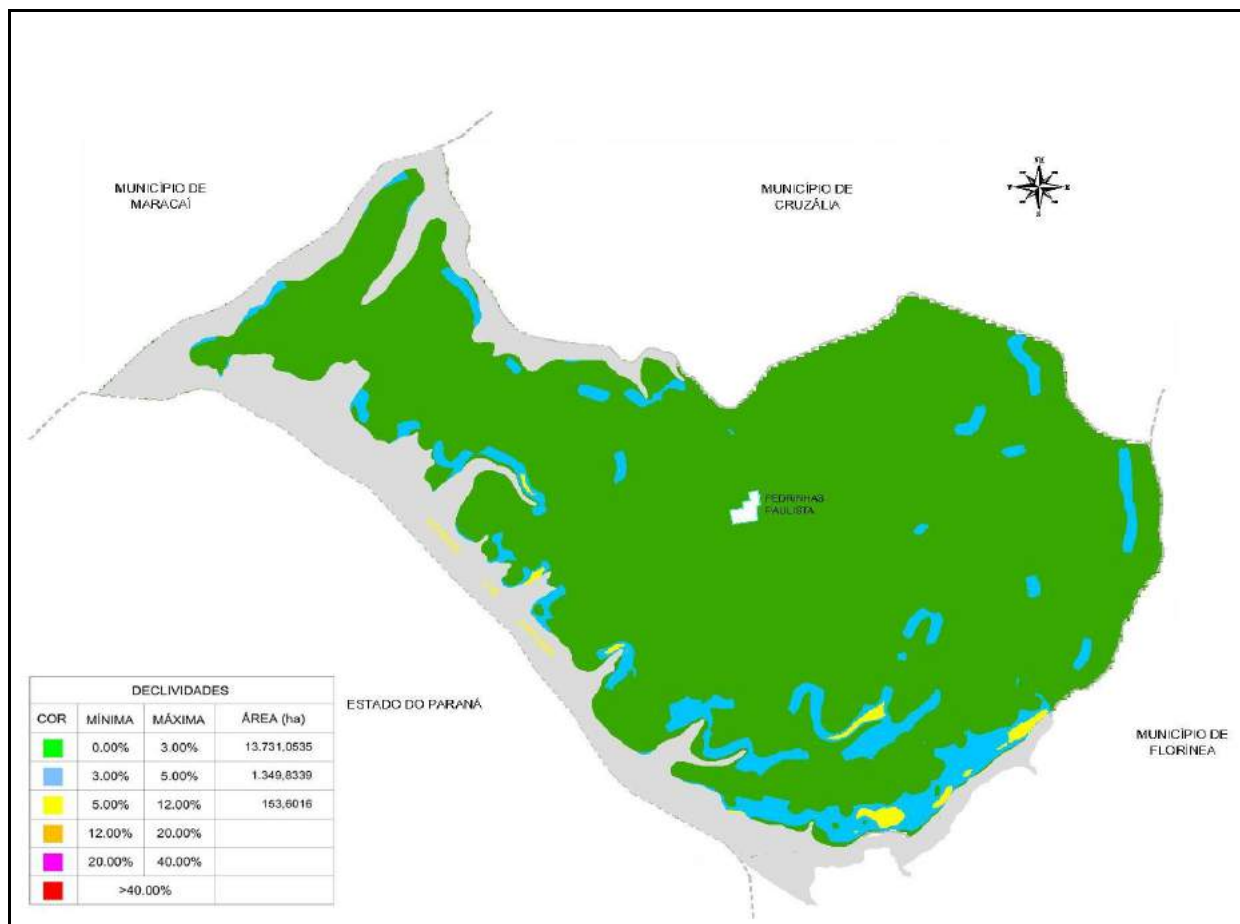 MUNICÍPIO DE
MARACAÍ
MUNICÍPIO DE
CRUZÁLIA
PEDRINHAS
PAULISTA
ESTADO DO PARANÁ
MUNICÍPIO DE
FLORÍNEA
DECLIVIDADES
COR MÍNIMA MÁXIMA ÁREA (ha)
0.00% 3.00% 13.731,0535
3.00% 5.00% 1.349,8339
5.00% 12.00% 153,6016
12.00% 20.00%
20.00% 40.00%
>40.00%